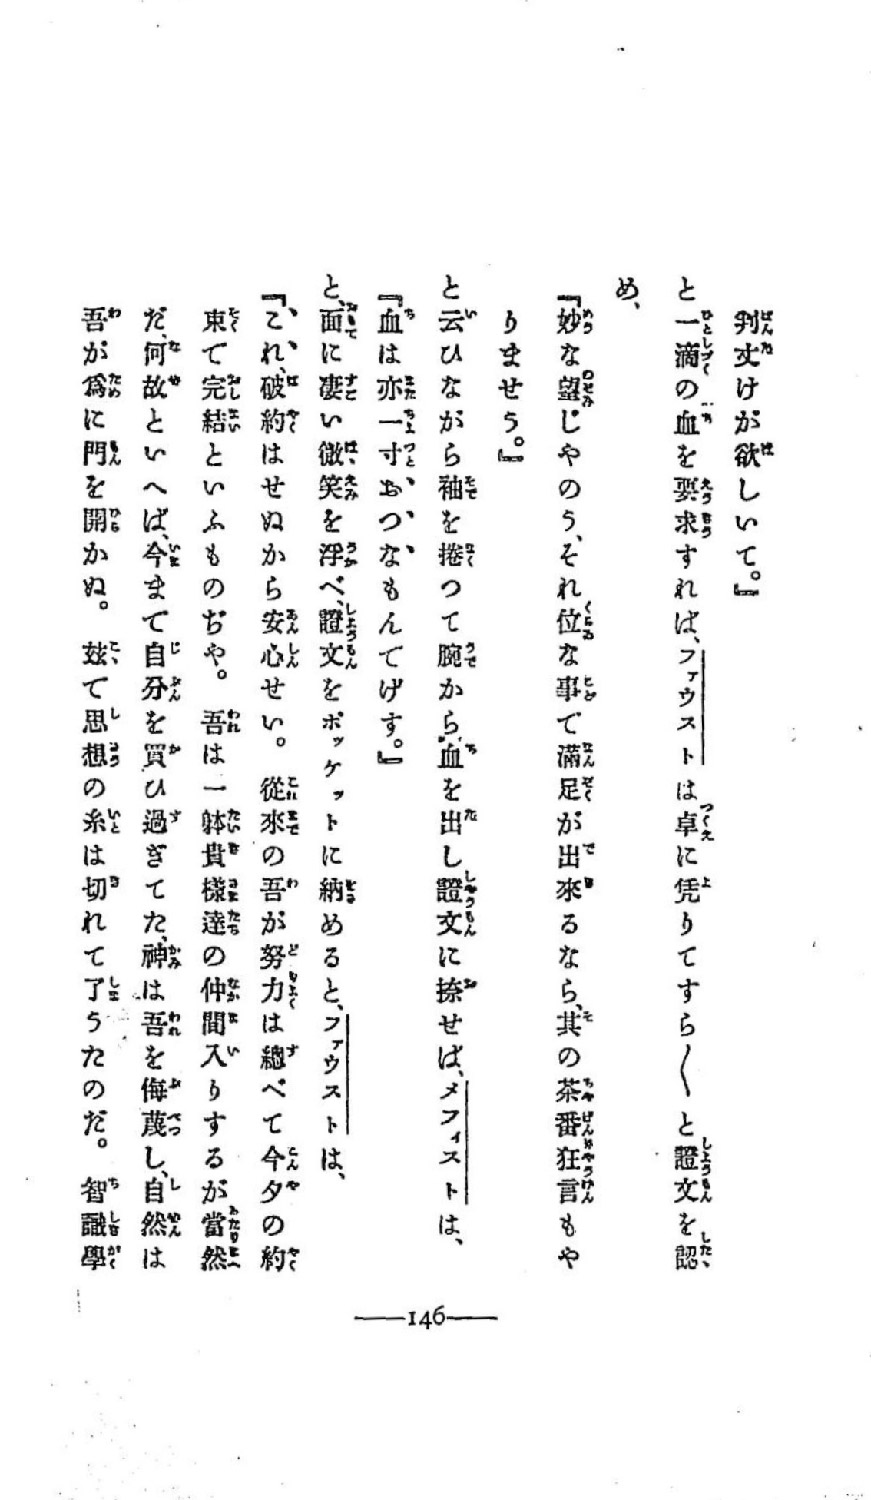 判丈けが欲しいて。』
と一滴の血を要求すれば、ファウストは卓に凭りてすら〱と證文を認
め、
『妙な望じやのう、それ位な事で滿足が出來るなら、其の茶番狂言もや
りませう。』
と云ひながら袖を捲つて腕から血を出し證文に捺せば、メフィストは、
『血は亦一寸おつなもんてげす。』
と、面に凄い微笑を浮べ、證文をポッケットに納めると、ファウストは、
『これ、破約はせぬから安心せい。從來の吾が努力は總べて今夕の約
束て完結といふものぢや。吾は一躰貴樣達の仲間入りするが當然
だ、何故といへば、今まて自分を買ひ過ぎてた、神は吾を侮蔑し、自然は
吾が爲に門を開かぬ。玆て思想の糸は切れて了うたのだ。智識學
146